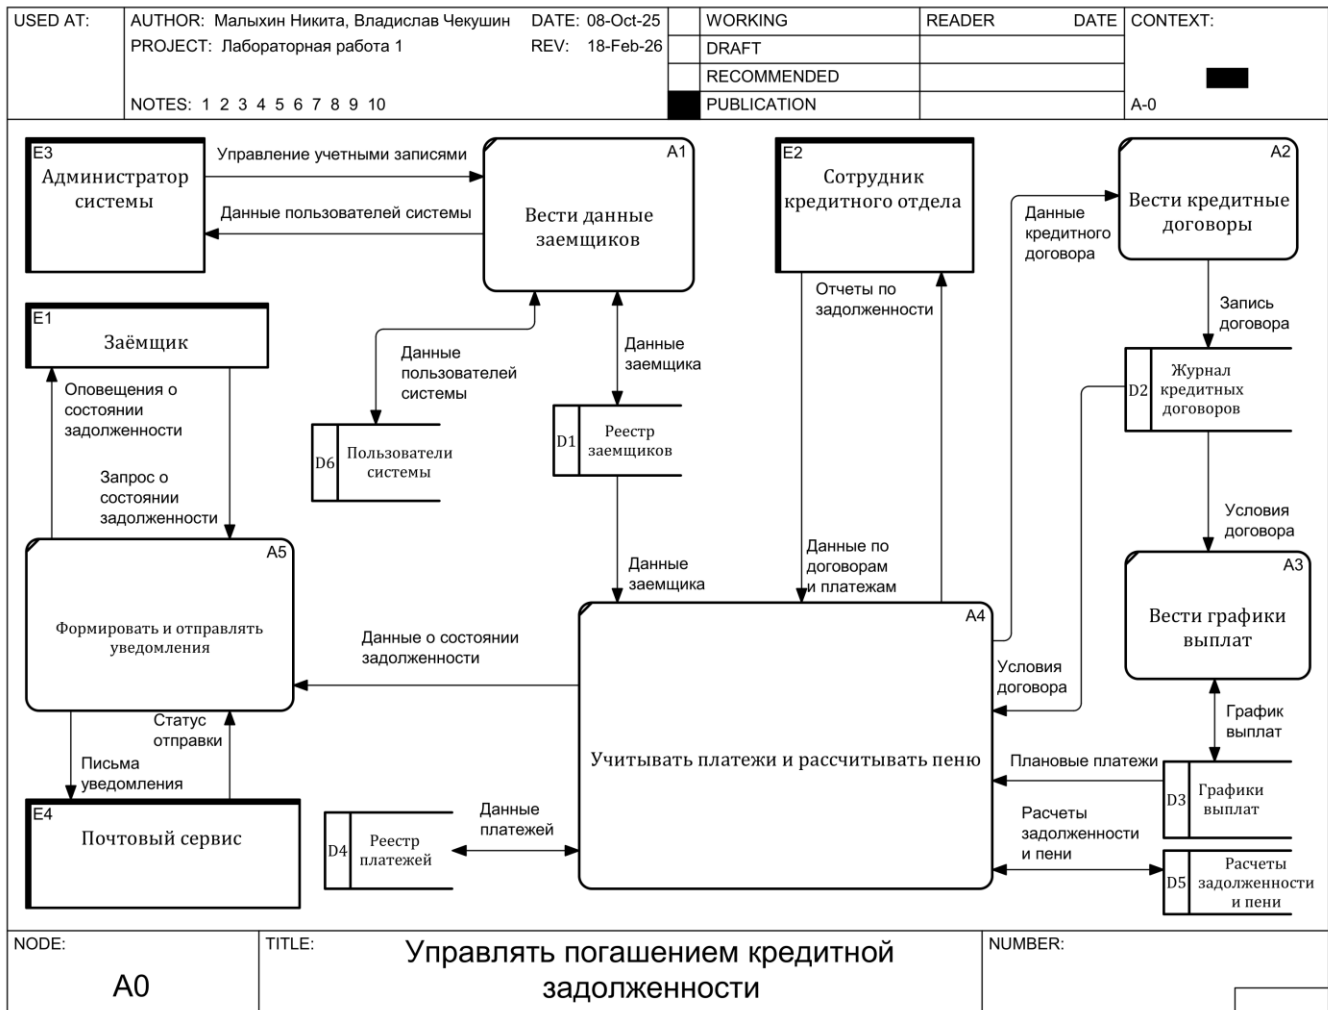 USED AT:
AUTHOR: Малыхин Никита, Владислав Чекушин
DATE: 08-Oct-25
PROJECT: Лабораторная работа 1
REV: 18-Feb-26
NOTES: 1 2 3 4 5 6 7 8 9 10
WORKING
DRAFT
RECOMMENDED
PUBLICATION
READER
DATE
CONTEXT:
A-0
E3
Администратор
системы
Управление учетными записями
Данные пользователей системы
A1
Вести данные
заемщиков
E2
Сотрудник
кредитного отдела
Данные
кредитного
договора
A2
Вести кредитные
договоры
E1
Заёмщик
Оповещения о
состоянии
задолженности
Запрос о
состоянии
задолженности
Данные
пользователей
системы
Данные
заемщика
Отчеты по
задолженности
Запись
договора
D2
Журнал
кредитных
договоров
D6
Пользователи
системы
D1
Реестр
заемщиков
Условия
договора
A5
Формировать и отправлять
уведомления
Данные
заемщика
Данные по
договорам
и платежам
A3
Вести графики
выплат
Данные о состоянии
задолженности
A4
Учитывать платежи и рассчитывать пеню
Условия
договора
График
выплат
Статус
отправки
Письма
уведомления
Плановые платежи
D3
Графики
выплат
E4
Почтовый сервис
D4
Реестр
платежей
Данные
платежей
Расчеты
задолженности
и пени
D5
Расчеты
задолженности
и пени
NODE:
A0
TITLE:
Управлять погашением кредитной
задолженности
NUMBER: